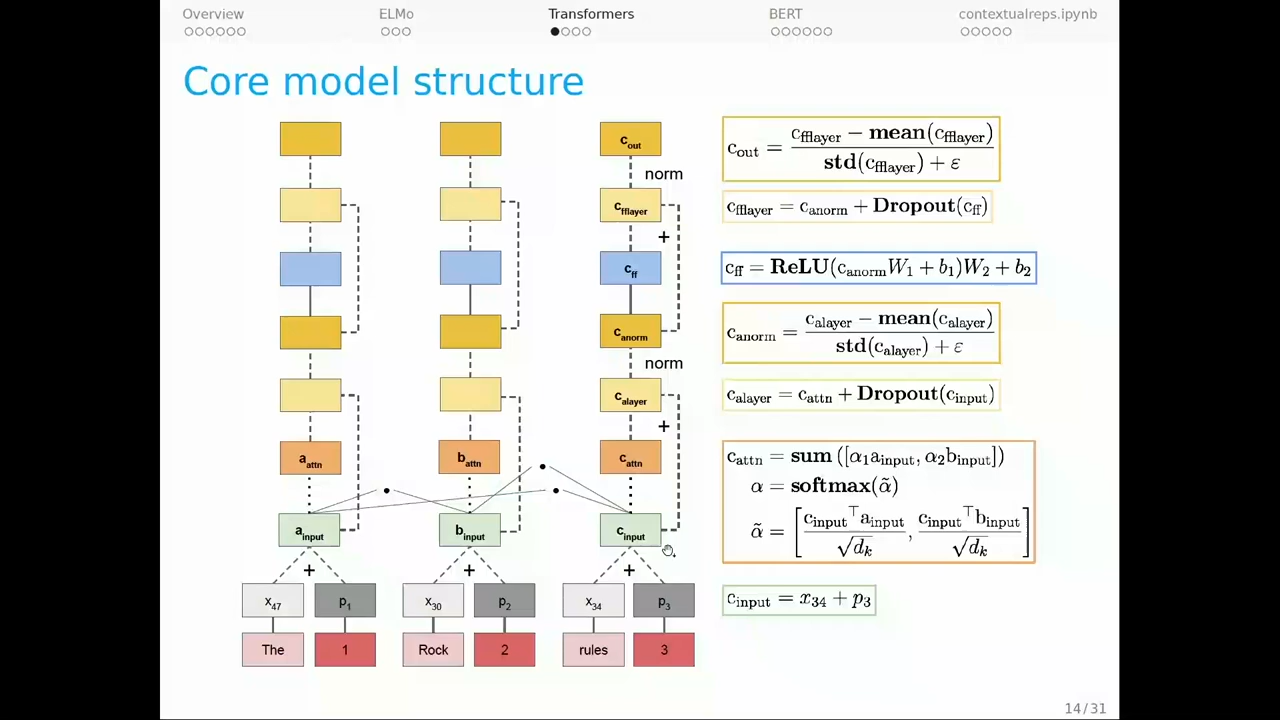 Overview ELMo Transformers BERT contextualreps.ipynb
Core model structure
c_out
norm
c_fflayer
+
c_ff
c_anorm
norm
c_alayer
+
a_attn b_attn c_attn
a_input b_input c_input
+ + +
x_47 p_1 x_30 p_2 x_34 p_3
The 1 Rock 2 rules 3
c_out = (c_fflayer − mean(c_fflayer)) / (std(c_fflayer) + ε)
c_fflayer = c_anorm + Dropout(c_ff)
c_ff = ReLU(c_anorm W_1 + b_1)W_2 + b_2
c_anorm = (c_alayer − mean(c_alayer)) / (std(c_alayer) + ε)
c_alayer = c_attn + Dropout(c_input)
c_attn = sum ([α_1 a_input, α_2 b_input])
α = softmax(α̃)
α̃ = [c_input^⊤ a_input / √d_k, c_input^⊤ b_input / √d_k]
c_input = x_34 + p_3
14/31